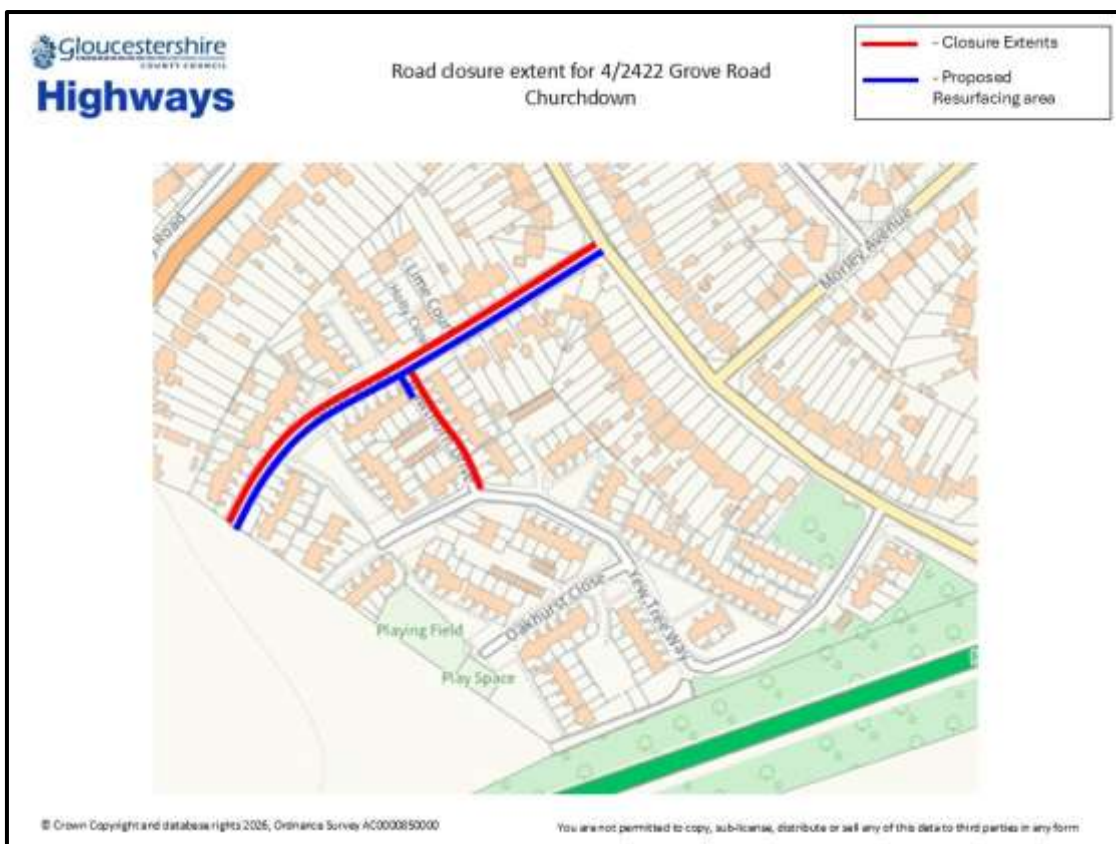 Gloucestershire
COUNTY COUNCIL
Highways
Road closure extent for 4/2422 Grove Road
Churchdown
- Closure Extents
- Proposed
Resurfacing area
Road
Lime Cour
Morley Avenue
Oakhurst Close
Yew Tree Way
Playing Field
Play Space
© Crown Copyright and database rights 2026, Ordnance Survey AC0000850000
You are not permitted to copy, sub-license, distribute or sell any of this data to third parties in any form